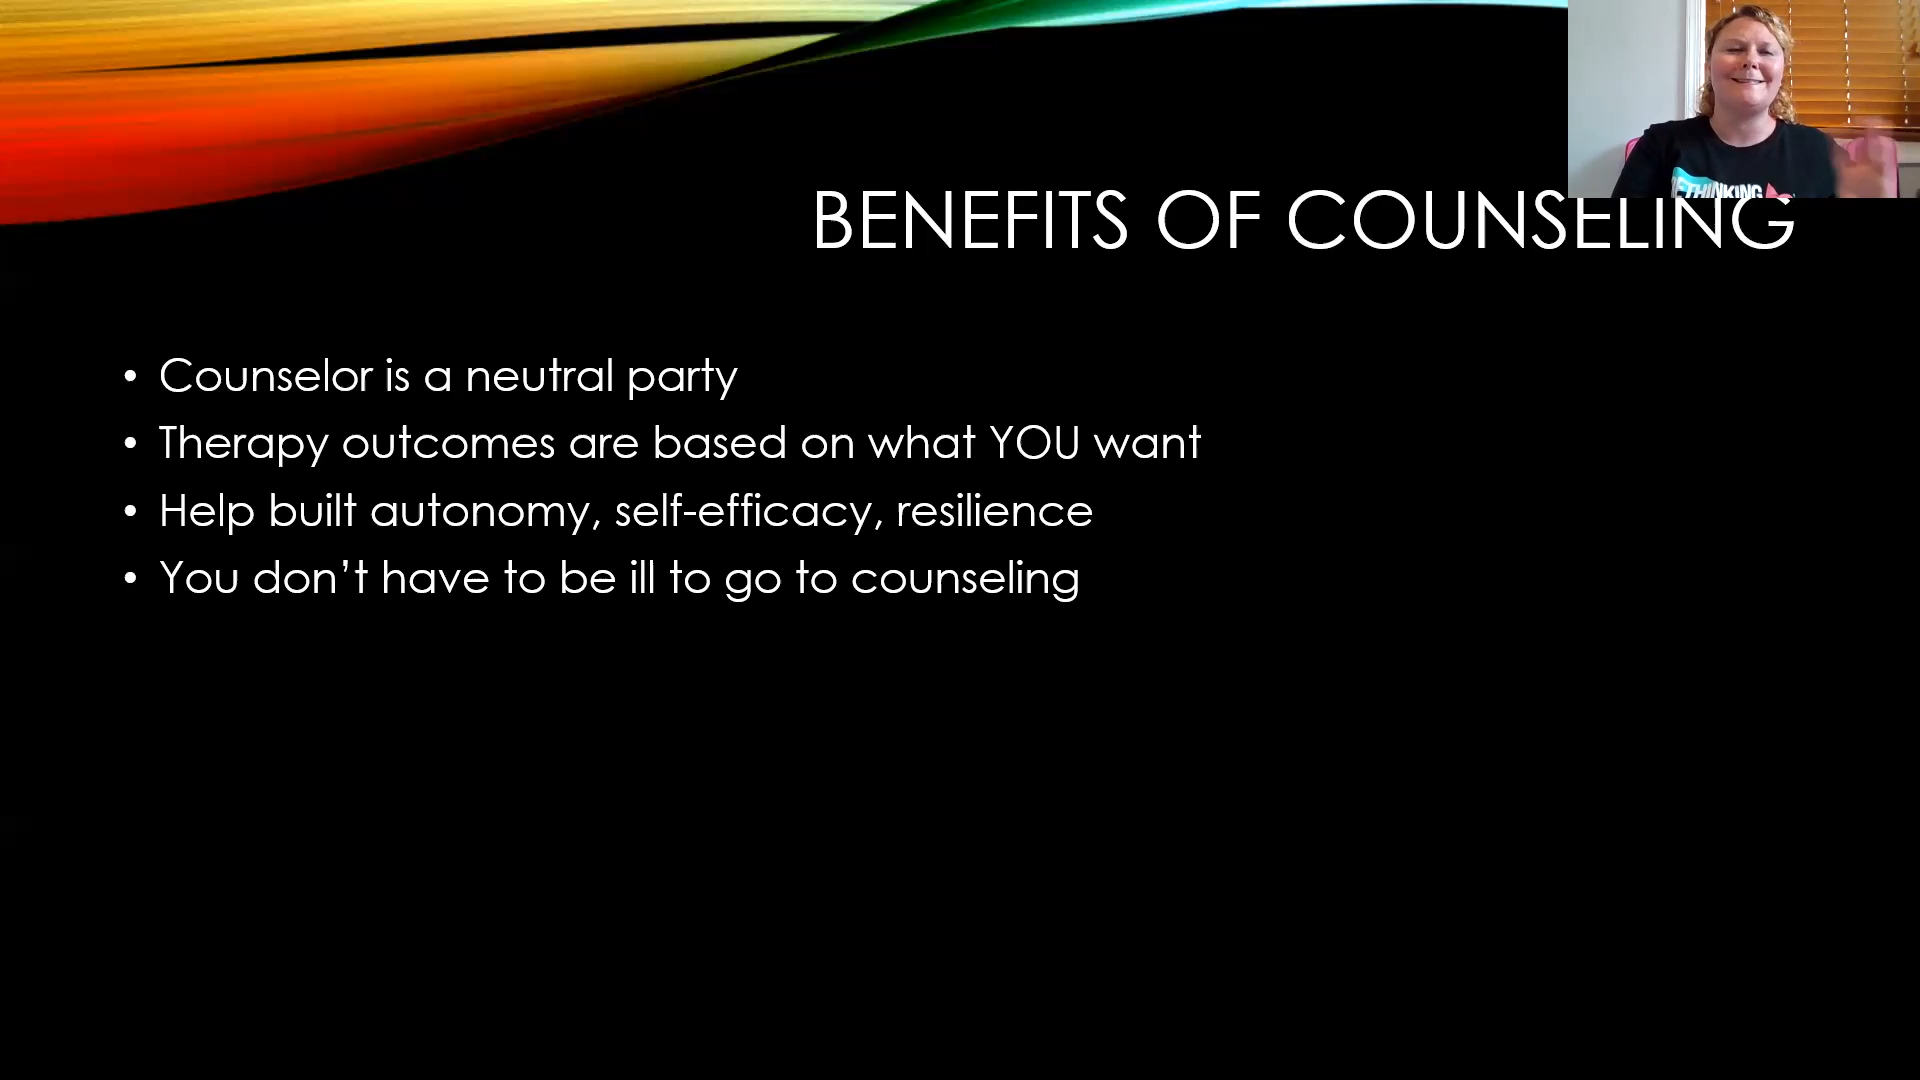 BENEFITS OF COUNSELING
• Counselor is a neutral party
• Therapy outcomes are based on what YOU want
• Help built autonomy, self-efficacy, resilience
• You don’t have to be ill to go to counseling